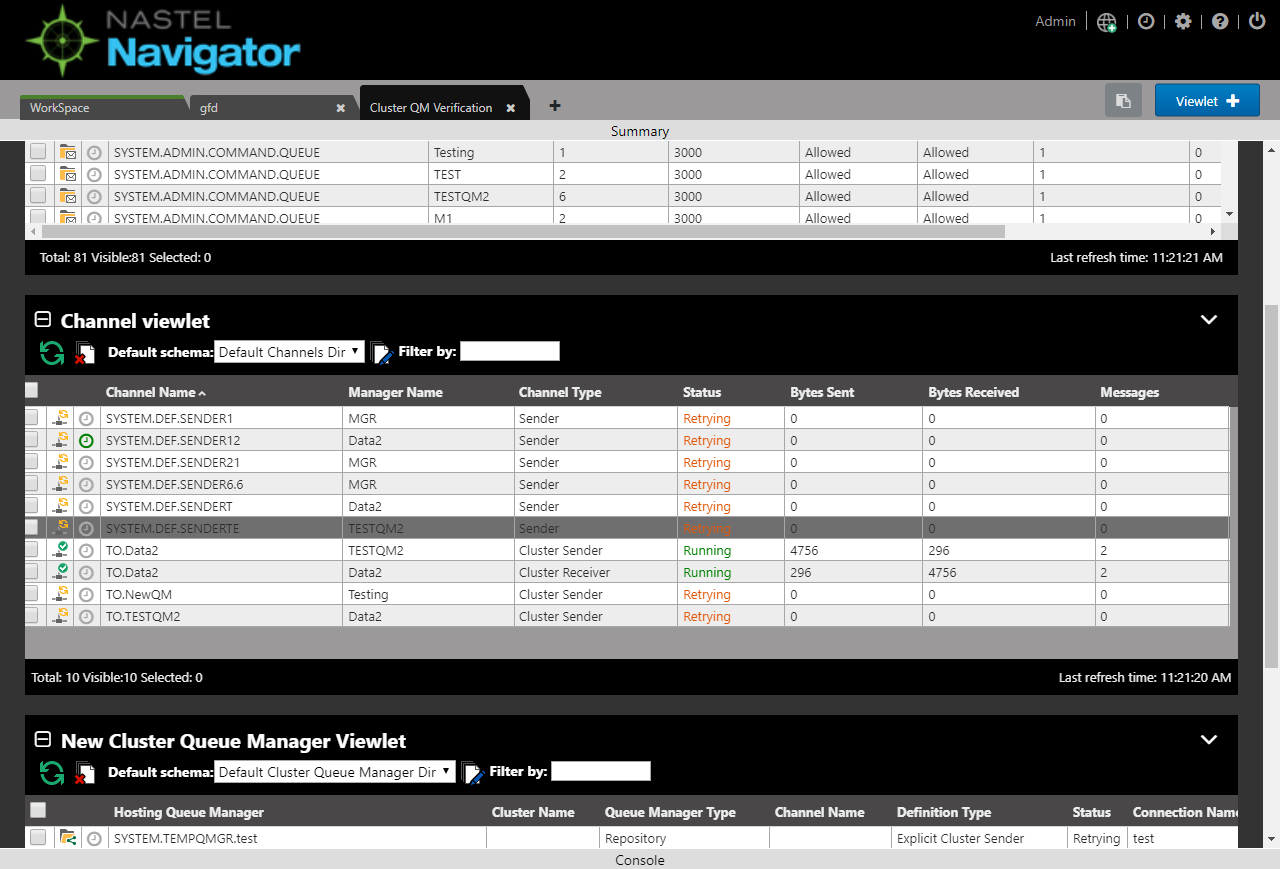 NASTEL
Navigator
Admin
WorkSpace gfd Cluster QM Verification
Viewlet
Summary
SYSTEM.ADMIN.COMMAND.QUEUE Testing 1 3000 Allowed Allowed 1 0
SYSTEM.ADMIN.COMMAND.QUEUE TEST 2 3000 Allowed Allowed 1 0
SYSTEM.ADMIN.COMMAND.QUEUE TESTQM2 6 3000 Allowed Allowed 1 0
SYSTEM.ADMIN.COMMAND.QUEUE M1 2 3000 Allowed Allowed 1 0
Total: 81 Visible:81 Selected: 0 Last refresh time: 11:21:21 AM
Channel viewlet
Default schema: Default Channels Dir Filter by:
Channel Name Manager Name Channel Type Status Bytes Sent Bytes Received Messages
SYSTEM.DEF.SENDER1 MGR Sender Retrying 0 0 0
SYSTEM.DEF.SENDER12 Data2 Sender Retrying 0 0 0
SYSTEM.DEF.SENDER21 MGR Sender Retrying 0 0 0
SYSTEM.DEF.SENDER6.6 MGR Sender Retrying 0 0 0
SYSTEM.DEF.SENDERT Data2 Sender Retrying 0 0 0
SYSTEM.DEF.SENDERTE TESTQM2 Sender Retrying 0 0 0
TO.Data2 TESTQM2 Cluster Sender Running 4756 296 2
TO.Data2 Data2 Cluster Receiver Running 296 4756 2
TO.NewQM Testing Cluster Sender Retrying 0 0 0
TO.TESTQM2 Data2 Cluster Sender Retrying 0 0 0
Total: 10 Visible:10 Selected: 0 Last refresh time: 11:21:20 AM
New Cluster Queue Manager Viewlet
Default schema: Default Cluster Queue Manager Dir Filter by:
Hosting Queue Manager Cluster Name Queue Manager Type Channel Name Definition Type Status Connection Name
SYSTEM.TEMPQMGR.test Repository Explicit Cluster Sender Retrying test
Console